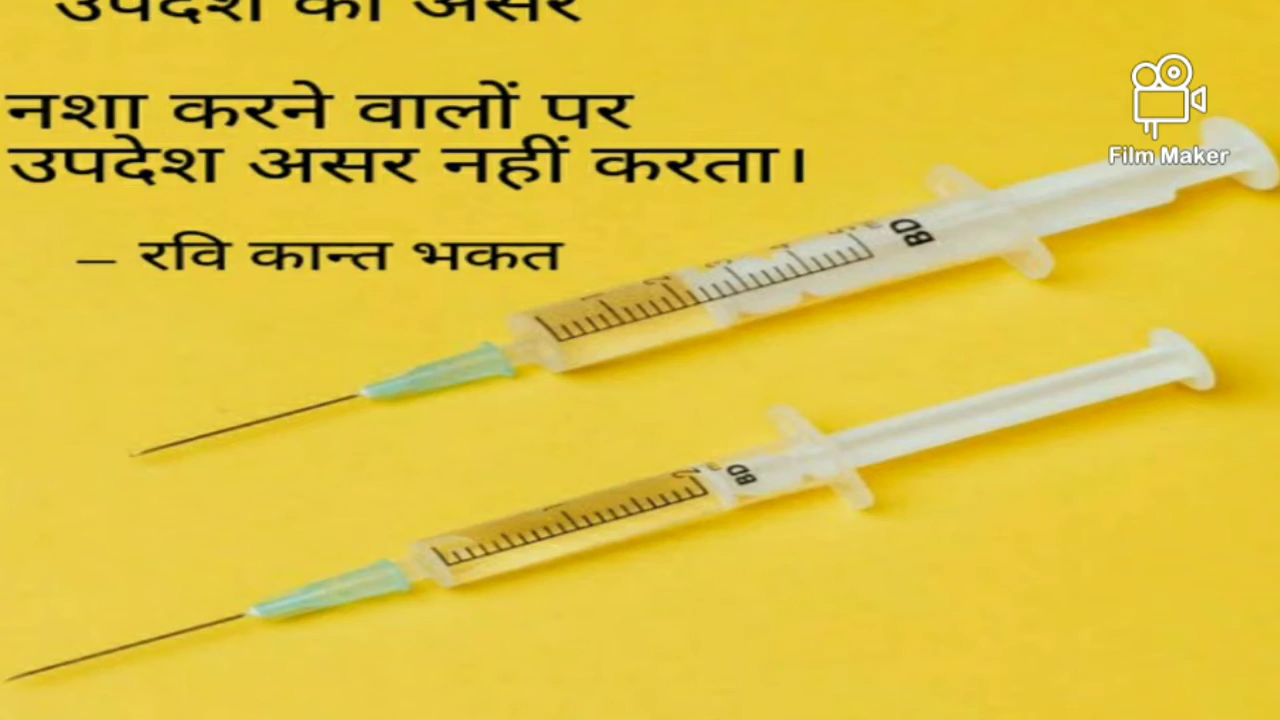 उपदेश का असर
नशा करने वालों पर
उपदेश असर नहीं करता।
– रवि कान्त भकत
Film Maker
BD
BD